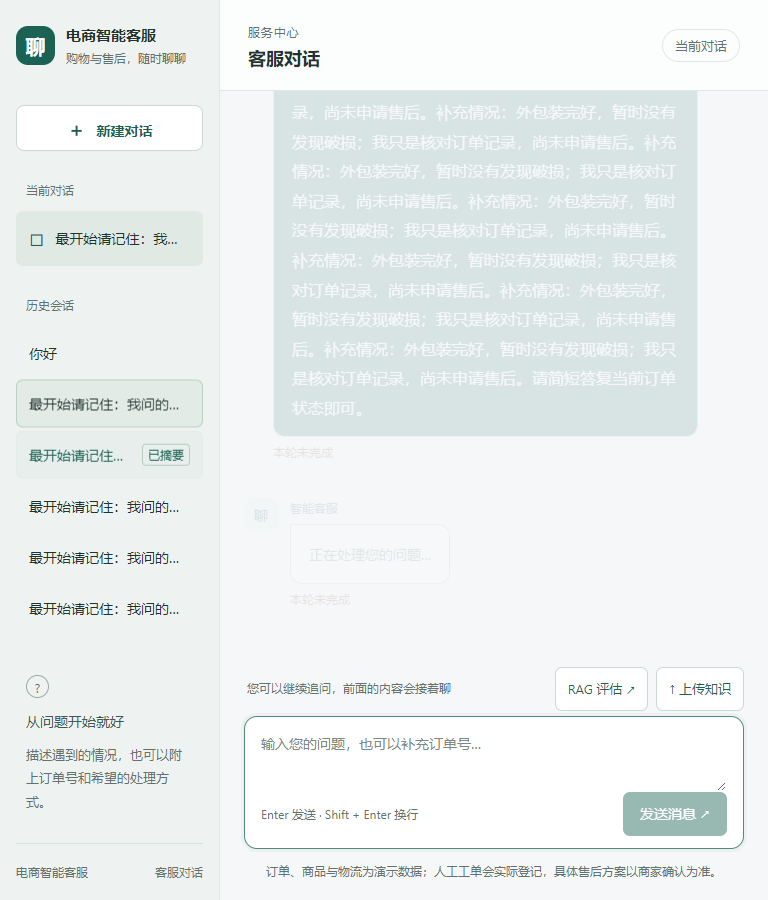 聊
电商智能客服
购物与售后，随时聊聊
+ 新建对话
当前对话
最开始请记住：我...
历史会话
你好
最开始请记住：我问的...
最开始请记住... 已摘要
最开始请记住：我问的...
最开始请记住：我问的...
最开始请记住：我问的...
?
从问题开始就好
描述遇到的情况，也可以附
上订单号和希望的处理方
式。
电商智能客服 客服对话
服务中心
客服对话
当前对话
录，尚未申请售后。补充情况：外包装完好，暂时没有
发现破损；我只是核对订单记录，尚未申请售后。补充
情况：外包装完好，暂时没有发现破损；我只是核对订
单记录，尚未申请售后。补充情况：外包装完好，暂时
没有发现破损；我只是核对订单记录，尚未申请售后。
补充情况：外包装完好，暂时没有发现破损；我只是核
对订单记录，尚未申请售后。补充情况：外包装完好，
暂时没有发现破损；我只是核对订单记录，尚未申请售
后。补充情况：外包装完好，暂时没有发现破损；我只
是核对订单记录，尚未申请售后。请简短答复当前订单
状态即可。
本轮未完成
聊
智能客服
正在处理您的问题...
本轮未完成
您可以继续追问，前面的内容会接着聊
RAG 评估 ↗
↑ 上传知识
输入您的问题，也可以补充订单号...
Enter 发送 · Shift + Enter 换行
发送消息 ↗
订单、商品与物流为演示数据；人工工单会实际登记，具体售后方案以商家确认为准。